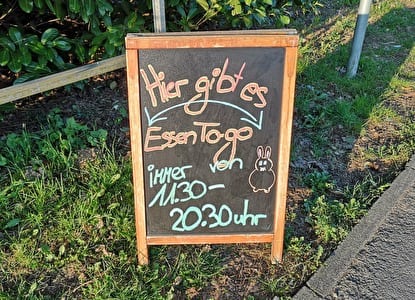 Hier gibt es
Essen To go
immer von
11.30-
20.30 uhr